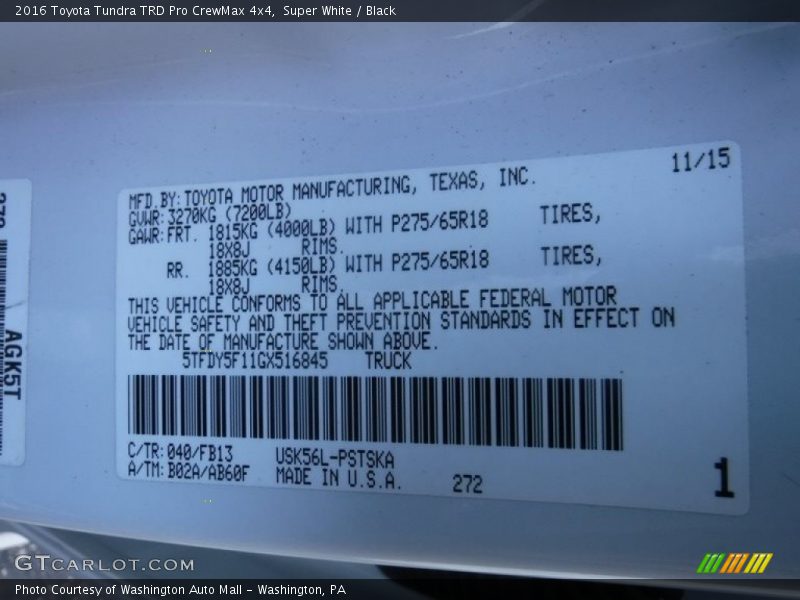 2016 Toyota Tundra TRD Pro CrewMax 4x4, Super White / Black
11/15
MFD.BY:TOYOTA MOTOR MANUFACTURING, TEXAS, INC.
GVWR:3270KG (7200LB)
GAWR:FRT. 1815KG (4000LB) WITH P275/65R18 TIRES,
18X8J RIMS.
RR. 1885KG (4150LB) WITH P275/65R18 TIRES,
18X8J RIMS.
THIS VEHICLE CONFORMS TO ALL APPLICABLE FEDERAL MOTOR
VEHICLE SAFETY AND THEFT PREVENTION STANDARDS IN EFFECT ON
THE DATE OF MANUFACTURE SHOWN ABOVE.
5TFDY5F11GX516845 TRUCK
C/TR:040/FB13 USK56L-PSTSKA
A/TM:B02A/AB60F MADE IN U.S.A. 272
1
AGK5T
GTCARLOT.COM
Photo Courtesy of Washington Auto Mall - Washington, PA